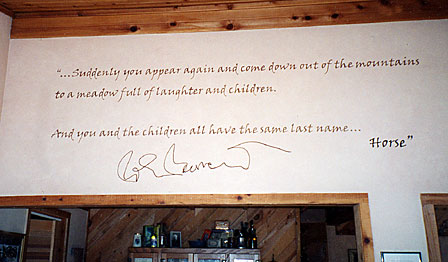 "...Suddenly you appear again and come down out of the mountains
to a meadow full of laughter and children.
And you and the children all have the same last name...
Horse"